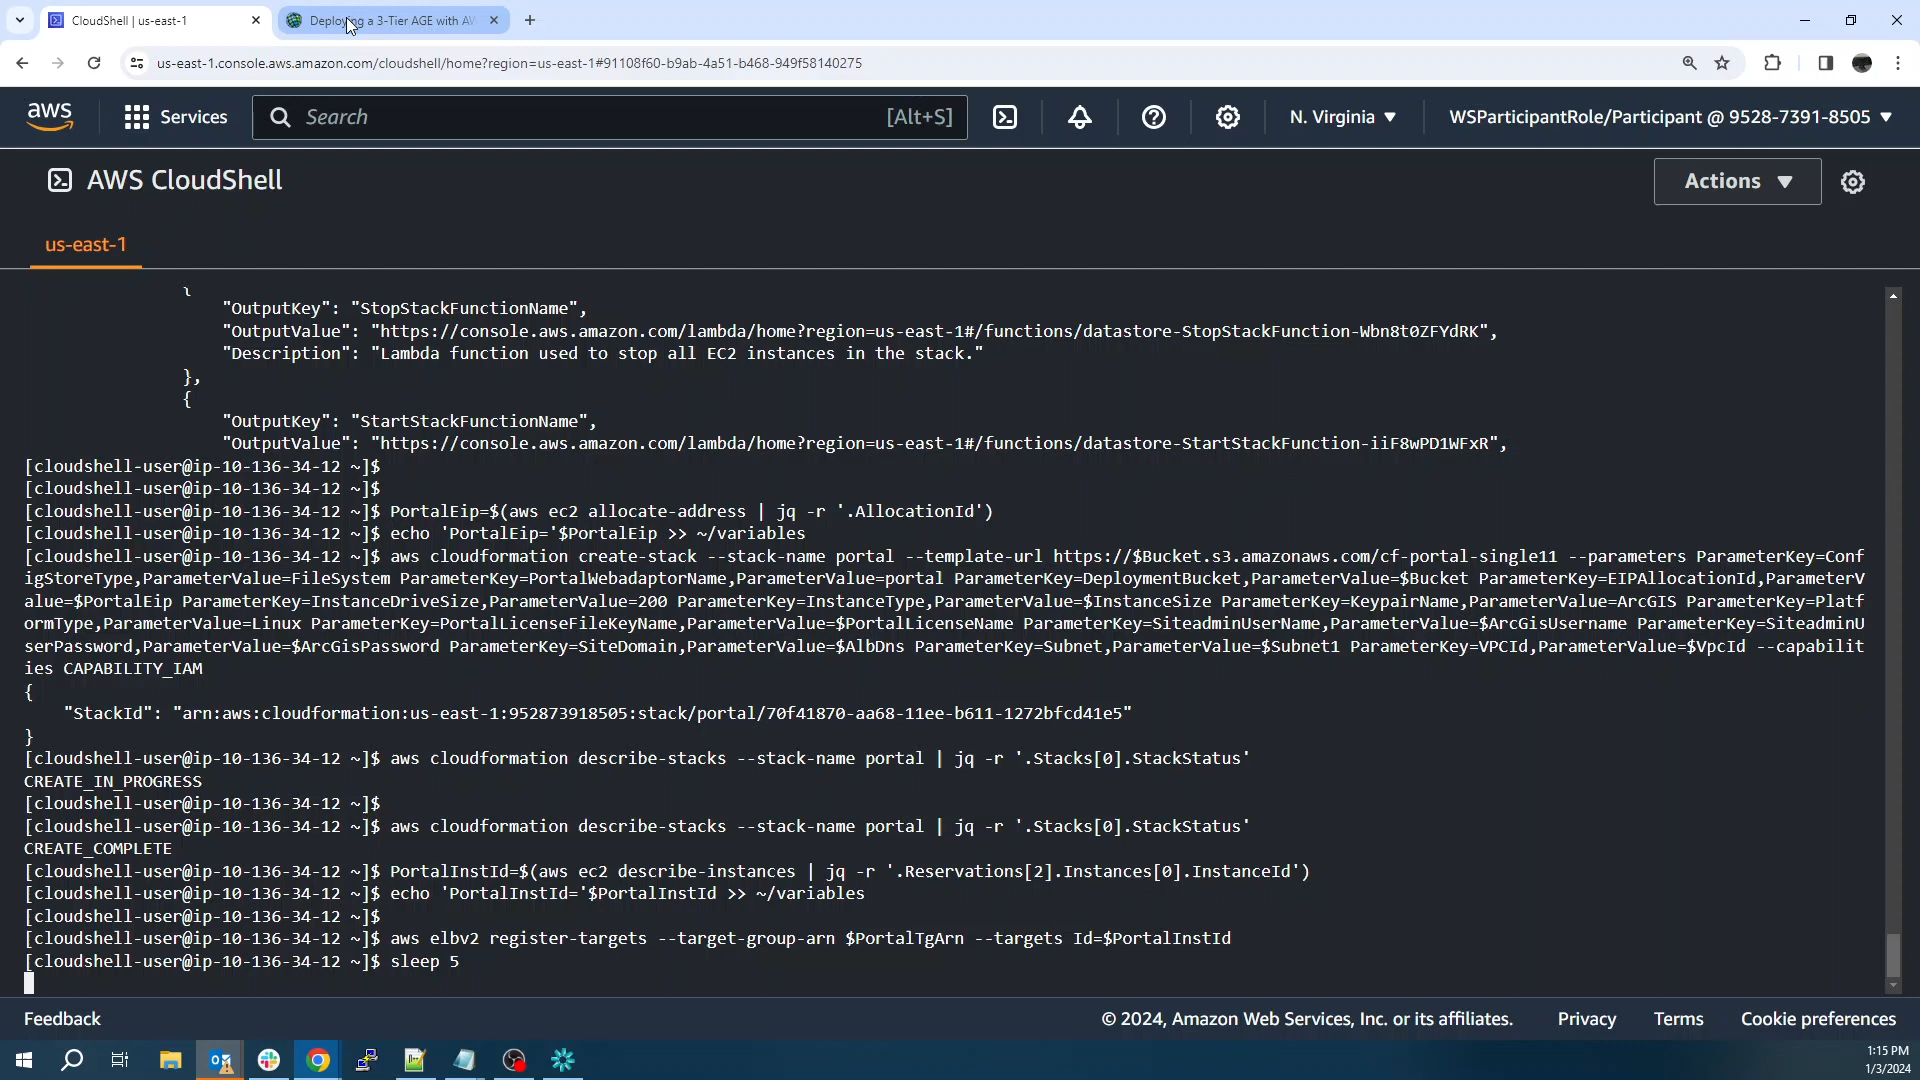 CloudShell | us-east-1
Deploying a 3-Tier AGE with AW
us-east-1.console.aws.amazon.com/cloudshell/home?region=us-east-1#91108f60-b9ab-4a51-b468-949f58140275
aws
Services
Search
[Alt+S]
N. Virginia
WSParticipantRole/Participant @ 9528-7391-8505
AWS CloudShell
Actions
us-east-1
{
"OutputKey": "StopStackFunctionName",
"OutputValue": "https://console.aws.amazon.com/lambda/home?region=us-east-1#/functions/datastore-StopStackFunction-Wbn8t0ZFYdRK",
"Description": "Lambda function used to stop all EC2 instances in the stack."
},
{
"OutputKey": "StartStackFunctionName",
"OutputValue": "https://console.aws.amazon.com/lambda/home?region=us-east-1#/functions/datastore-StartStackFunction-iiF8wPD1WFxR",
[cloudshell-user@ip-10-136-34-12 ~]$
[cloudshell-user@ip-10-136-34-12 ~]$
[cloudshell-user@ip-10-136-34-12 ~]$ PortalEip=$(aws ec2 allocate-address | jq -r '.AllocationId')
[cloudshell-user@ip-10-136-34-12 ~]$ echo 'PortalEip='$PortalEip >> ~/variables
[cloudshell-user@ip-10-136-34-12 ~]$ aws cloudformation create-stack --stack-name portal --template-url https://$Bucket.s3.amazonaws.com/cf-portal-single11 --parameters ParameterKey=Conf
igStoreType,ParameterValue=FileSystem ParameterKey=PortalWebadaptorName,ParameterValue=portal ParameterKey=DeploymentBucket,ParameterValue=$Bucket ParameterKey=EIPAllocationId,ParameterV
alue=$PortalEip ParameterKey=InstanceDriveSize,ParameterValue=200 ParameterKey=InstanceType,ParameterValue=$InstanceSize ParameterKey=KeypairName,ParameterValue=ArcGIS ParameterKey=Platf
ormType,ParameterValue=Linux ParameterKey=PortalLicenseFileKeyName,ParameterValue=$PortalLicenseName ParameterKey=SiteadminUserName,ParameterValue=$ArcGisUsername ParameterKey=SiteadminU
serPassword,ParameterValue=$ArcGisPassword ParameterKey=SiteDomain,ParameterValue=$AlbDns ParameterKey=Subnet,ParameterValue=$Subnet1 ParameterKey=VPCId,ParameterValue=$VpcId --capabilit
ies CAPABILITY_IAM
{
"StackId": "arn:aws:cloudformation:us-east-1:952873918505:stack/portal/70f41870-aa68-11ee-b611-1272bfcd41e5"
}
[cloudshell-user@ip-10-136-34-12 ~]$ aws cloudformation describe-stacks --stack-name portal | jq -r '.Stacks[0].StackStatus'
CREATE_IN_PROGRESS
[cloudshell-user@ip-10-136-34-12 ~]$
[cloudshell-user@ip-10-136-34-12 ~]$ aws cloudformation describe-stacks --stack-name portal | jq -r '.Stacks[0].StackStatus'
CREATE_COMPLETE
[cloudshell-user@ip-10-136-34-12 ~]$ PortalInstId=$(aws ec2 describe-instances | jq -r '.Reservations[2].Instances[0].InstanceId')
[cloudshell-user@ip-10-136-34-12 ~]$ echo 'PortalInstId='$PortalInstId >> ~/variables
[cloudshell-user@ip-10-136-34-12 ~]$
[cloudshell-user@ip-10-136-34-12 ~]$ aws elbv2 register-targets --target-group-arn $PortalTgArn --targets Id=$PortalInstId
[cloudshell-user@ip-10-136-34-12 ~]$ sleep 5
Feedback
© 2024, Amazon Web Services, Inc. or its affiliates.
Privacy
Terms
Cookie preferences
1:15 PM
1/3/2024